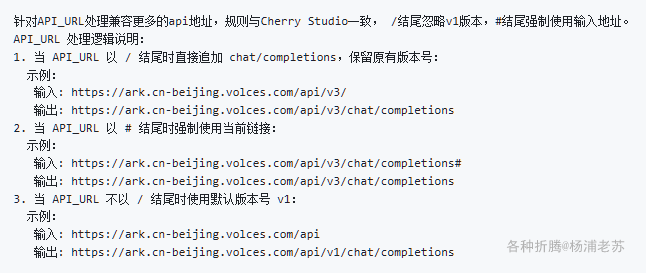 针对API_URL处理兼容更多的api地址，规则与Cherry Studio一致， /结尾忽略v1版本，#结尾强制使用输入地址。
API_URL 处理逻辑说明：
1. 当 API_URL 以 / 结尾时直接追加 chat/completions，保留原有版本号：
示例：
输入: https://ark.cn-beijing.volces.com/api/v3/
输出: https://ark.cn-beijing.volces.com/api/v3/chat/completions
2. 当 API_URL 以 # 结尾时强制使用当前链接：
示例：
输入: https://ark.cn-beijing.volces.com/api/v3/chat/completions#
输出: https://ark.cn-beijing.volces.com/api/v3/chat/completions
3. 当 API_URL 不以 / 结尾时使用默认版本号 v1：
示例：
输入: https://ark.cn-beijing.volces.com/api
输出: https://ark.cn-beijing.volces.com/api/v1/chat/completions
各种折腾@杨浦老苏